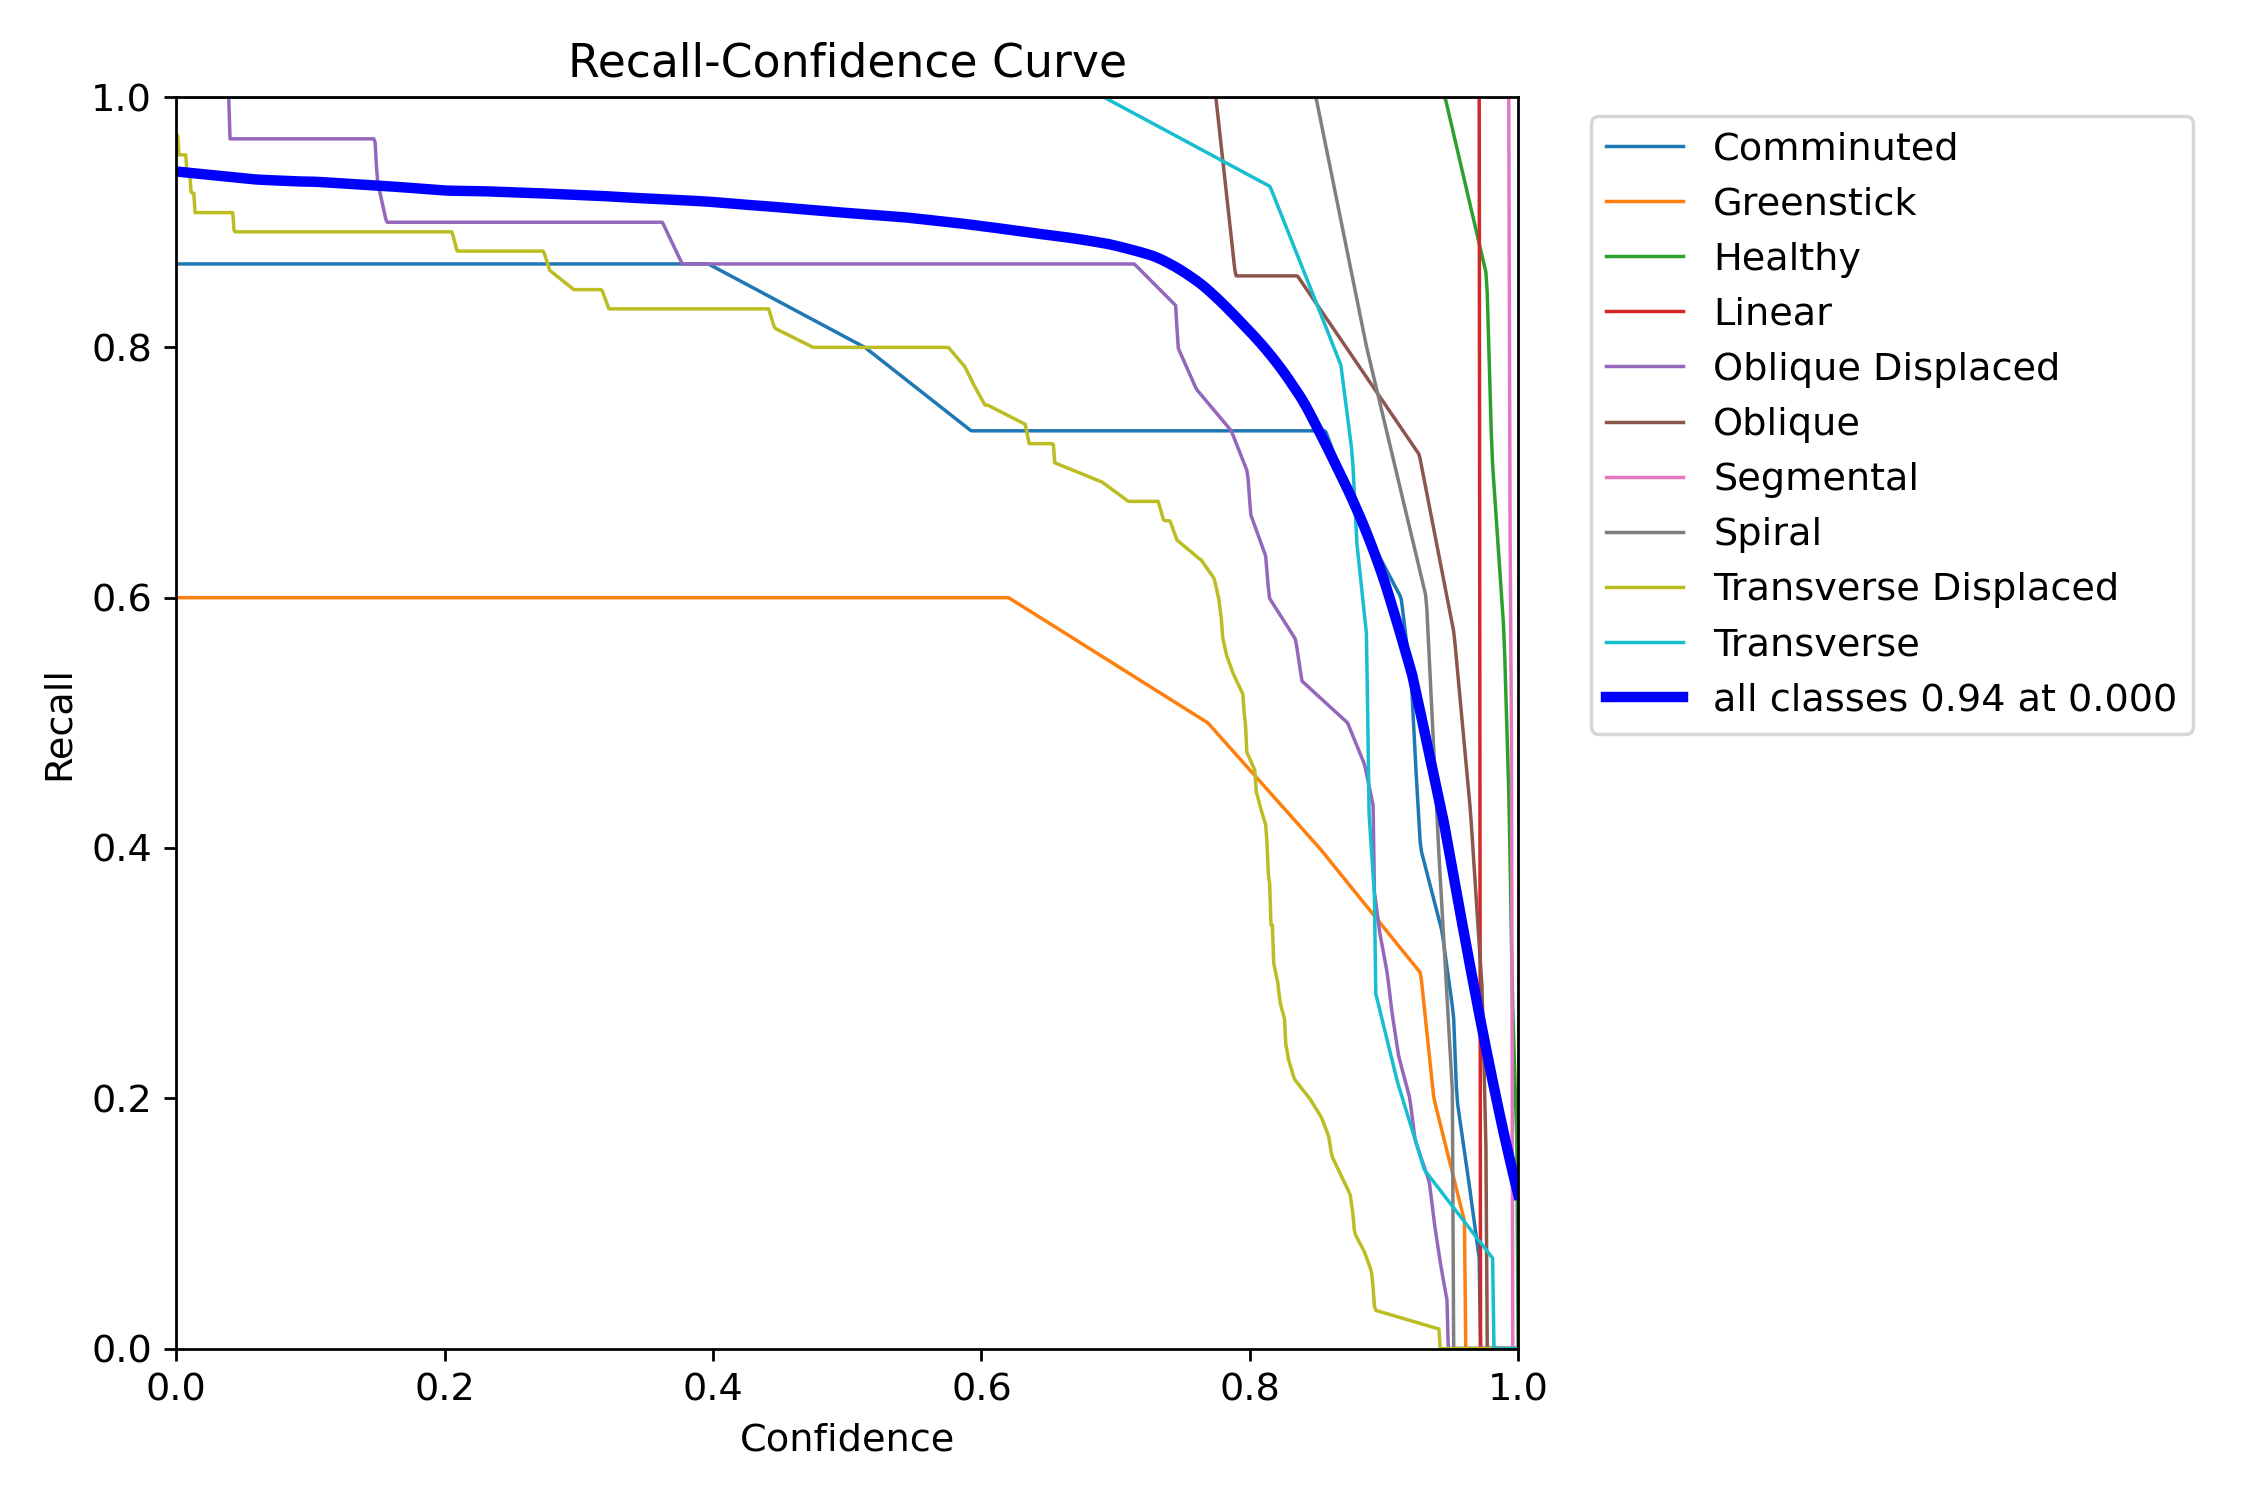 Recall-Confidence Curve
1.0
0.8
0.6
0.4
0.2
0.0
Recall
0.0 0.2 0.4 0.6 0.8 1.0
Confidence
Comminuted
Greenstick
Healthy
Linear
Oblique Displaced
Oblique
Segmental
Spiral
Transverse Displaced
Transverse
all classes 0.94 at 0.000